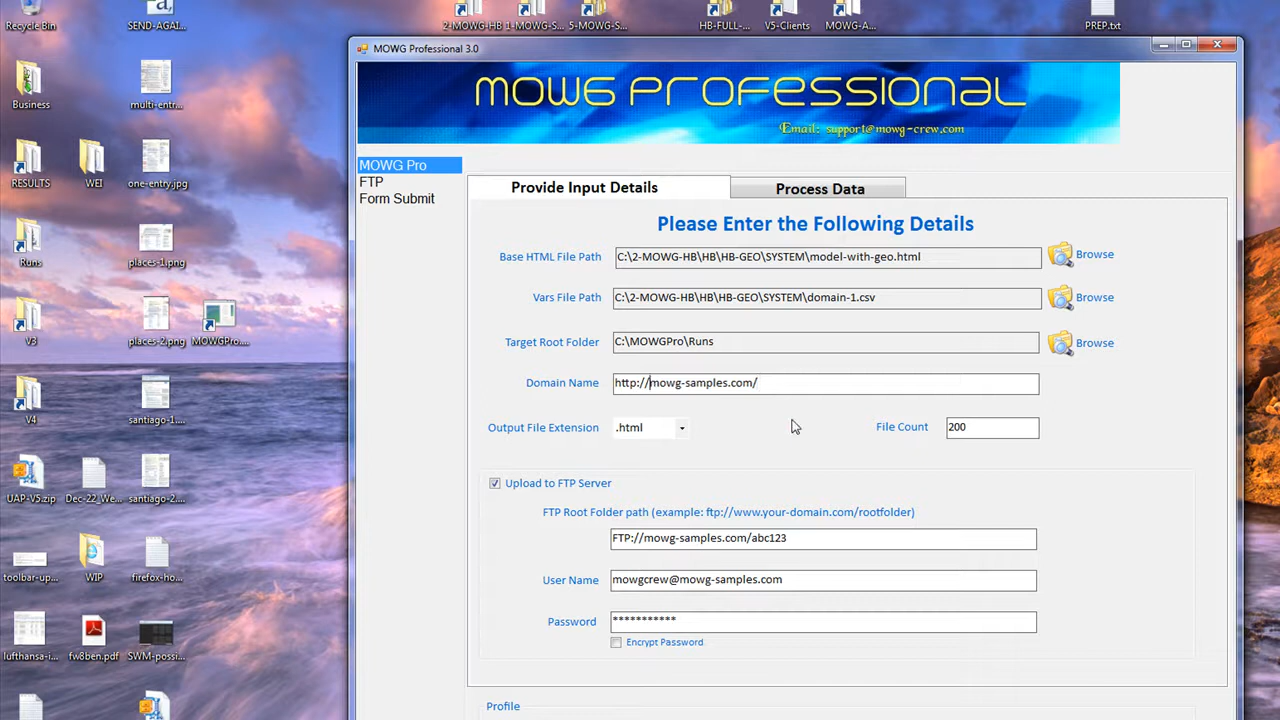 Recycle Bin
SEND-AGAI...
2-MOWG-HB
1-MOWG-S...
5-MOWG-S...
HB-FULL-...
V5-Clients
MOWG-A...
PREP.txt
MOWG Professional 3.0
MOWG PROFESSIONAL
Email: support@mowg-crew.com
Business
multi-entr...
RESULTS
WEI
one-entry.jpg
Runs
places-1.png
V3
places-2.png
MOWGPro....
V4
santiago-1....
UAP-V5.zip
Dec-22_We...
santiago-2....
toolbar-up...
WIP
firefox-ho...
lufthansa-i...
fw8ben.pdf
SWM-possi...
MOWG Pro
FTP
Form Submit
Provide Input Details
Process Data
Please Enter the Following Details
Base HTML File Path C:\2-MOWG-HB\HB\HB-GEO\SYSTEM\model-with-geo.html Browse
Vars File Path C:\2-MOWG-HB\HB\HB-GEO\SYSTEM\domain-1.csv Browse
Target Root Folder C:\MOWGPro\Runs Browse
Domain Name http://mowg-samples.com/
Output File Extension .html File Count 200
Upload to FTP Server
FTP Root Folder path (example: ftp://www.your-domain.com/rootfolder)
FTP://mowg-samples.com/abc123
User Name mowgcrew@mowg-samples.com
Password ***********
Encrypt Password
Profile